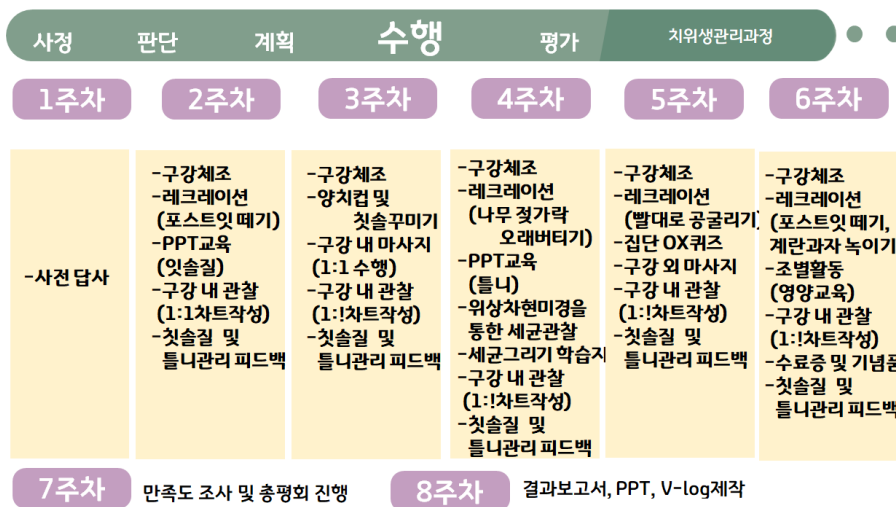 사정 판단 계획 수행 평가 치위생관리과정
1주차 2주차 3주차 4주차 5주차 6주차
-사전 답사
-구강체조
-레크레이션
(포스트잇 떼기)
-PPT교육
(잇솔질)
-구강 내 관찰
(1:1차트작성)
-칫솔질 및
틀니관리 피드백
-구강체조
-양치컵 및
칫솔꾸미기
-구강 내 마사지
(1:1 수행)
-구강 내 관찰
(1:!차트작성)
-칫솔질 및
틀니관리 피드백
-구강체조
-레크레이션
(나무 젖가락
오래버티기)
-PPT교육
(틀니)
-위상차현미경을
통한 세균관찰
-세균그리기 학습지
-구강 내 관찰
(1:!차트작성)
-칫솔질 및
틀니관리 피드백
-구강체조
-레크레이션
(빨대로 공굴리기)
-집단 OX퀴즈
-구강 외 마사지
-구강 내 관찰
(1:!차트작성)
-칫솔질 및
틀니관리 피드백
-구강체조
-레크레이션
(포스트잇 떼기,
계란과자 녹이기
-조별활동
(영양교육)
-구강 내 관찰
(1:!차트작성)
-수료증 및 기념품
-칫솔질 및
틀니관리 피드백
7주차 만족도 조사 및 총평회 진행 8주차 결과보고서, PPT, V-log제작